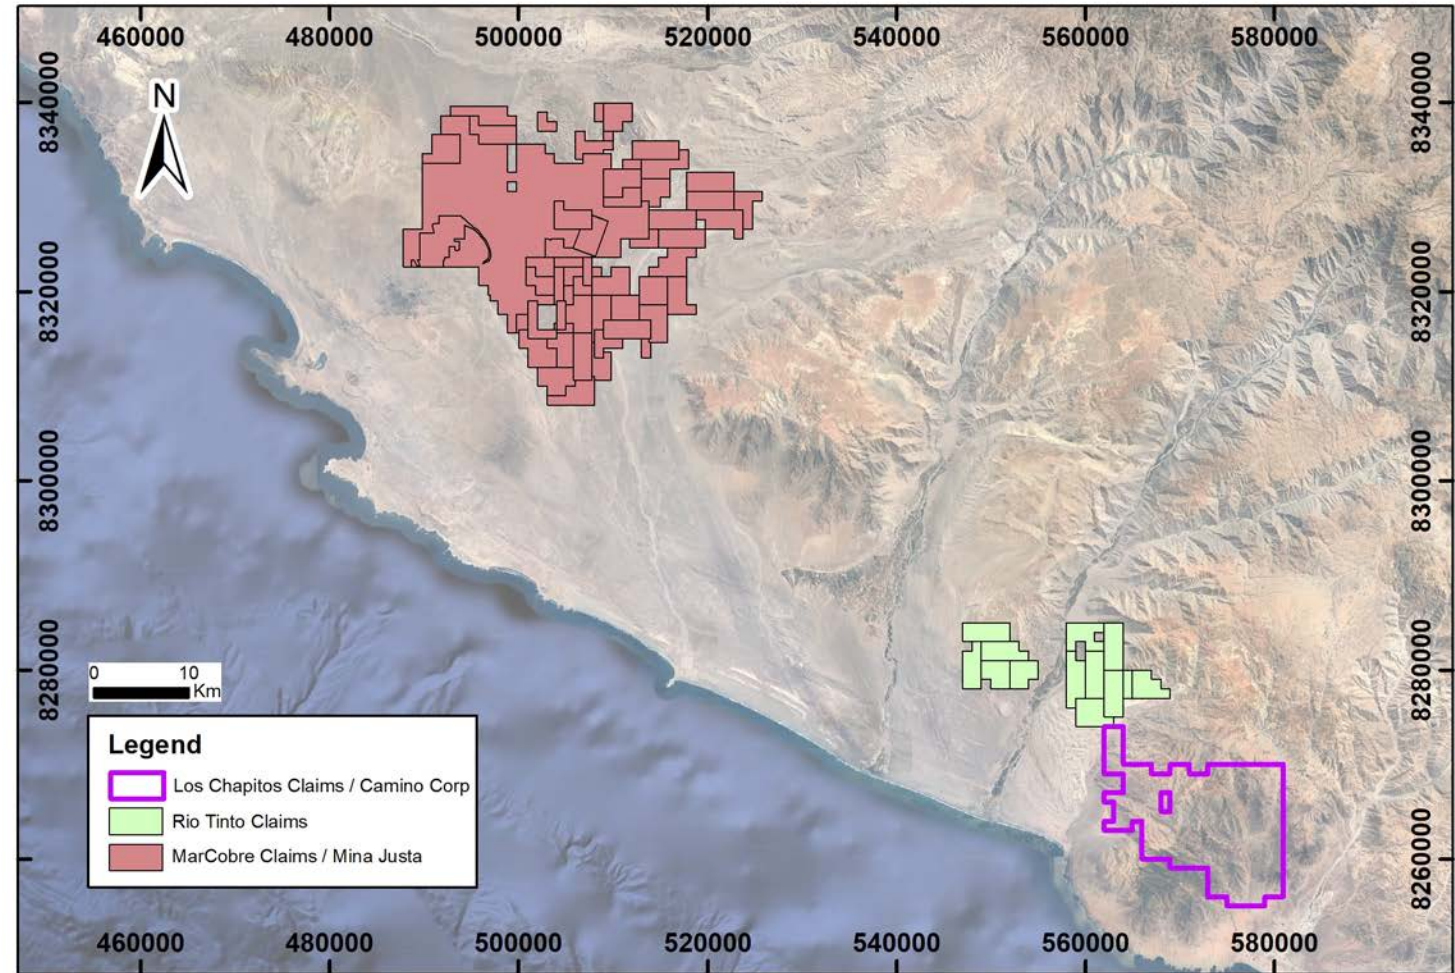 460000 480000 500000 520000 540000 560000 580000
N
8340000 8340000
8320000 8320000
8300000 8300000
8280000 8280000
0 10
Km
Legend
Los Chapitos Claims / Camino Corp
Rio Tinto Claims
MarCobre Claims / Mina Justa
8260000
460000 480000 500000 520000 540000 560000 580000